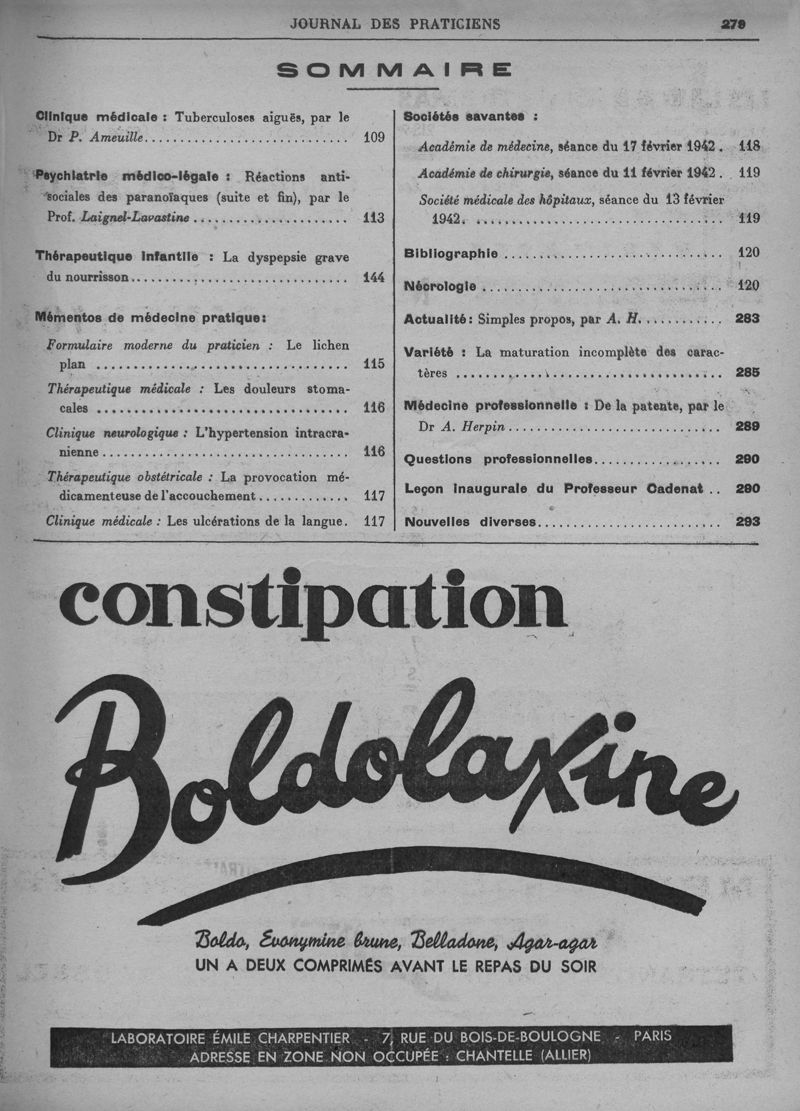 JOURNAL DES PRATICIENS 279
SOMMAIRE
Clinique médicale : Tuberculoses aiguës, par le
Dr P. Ameuille............................ 109
Psychiatrie médico-légale : Réactions anti-
sociales des paranoïaques (suite et fin), par le
Prof. Laignel-Lavastine ..................... 113
Thérapeutique infantile : La dyspepsie grave
du nourrisson.............................. 144
Mémentos de médecine pratique:
Formulaire moderne du praticien : Le lichen
plan .................................. 115
Thérapeutique médicale : Les douleurs stoma-
cales .................................. 116
Clinique neurologique : L'hypertension intracra-
nienne .................................. 116
Thérapeutique obstétricale : La provocation mé-
dicamenteuse de l'accouchement............. 117
Clinique médicale : Les ulcérations de la langue. 117
Sociétés savantes :
Académie de médecine, séance du 17 février 1942 . 118
Académie de chirurgie, séance du 11 février 1942 . 119
Société médicale des hôpitaux, séance du 13 février
1942. .................................. 119
Bibliographie ............................... 120
Nécrologie .................................. 120
Actualité : Simples propos, par A. H............ 283
Variété : La maturation incomplète des carac-
tères ..................................... 285
Médecine professionnelle : De la patente, par le
Dr A. Herpin.............................. 289
Questions professionnelles.................. 290
Leçon inaugurale du Professeur Cadenat .. 290
Nouvelles diverses.......................... 293
constipation
Boldolaxine
Boldo, Evonymine brune, Belladone, Agar-agar
UN A DEUX COMPRIMÉS AVANT LE REPAS DU SOIR
LABORATOIRE ÉMILE CHARPENTIER - 7, RUE DU BOIS-DE-BOULOGNE - PARIS
ADRESSE EN ZONE NON OCCUPÉE : CHANTELLE (ALLIER)